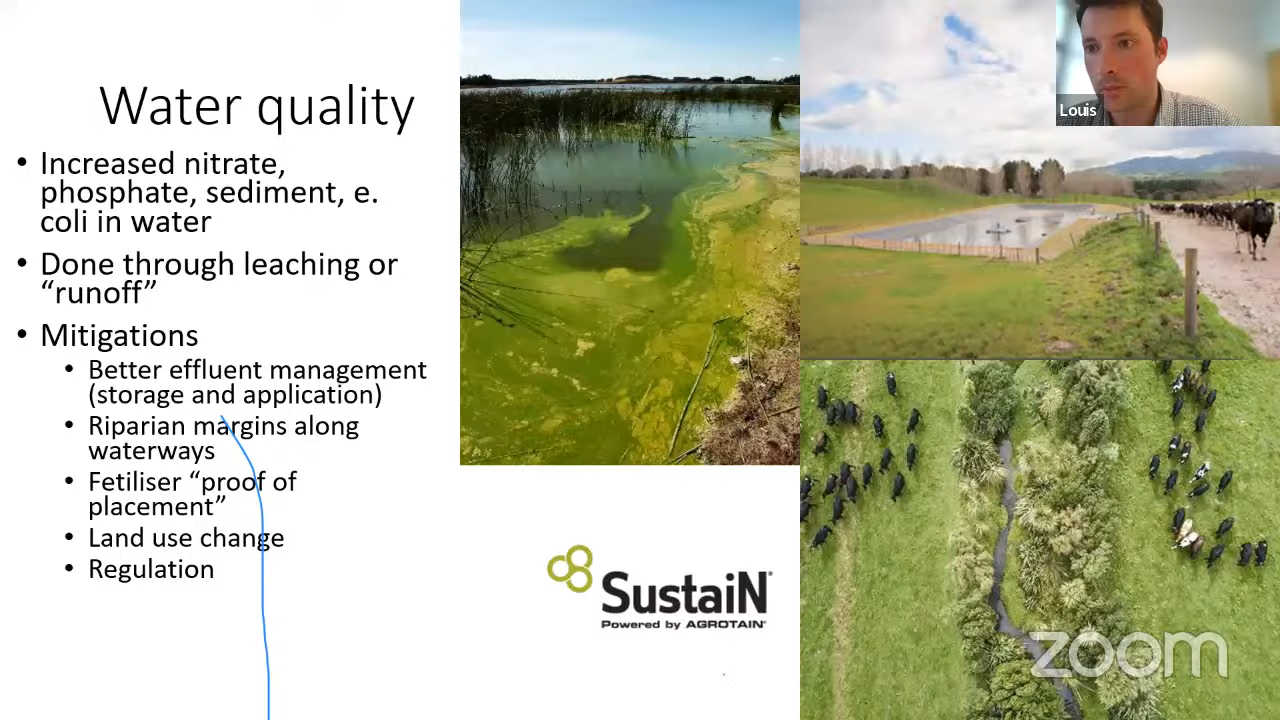 Water quality
• Increased nitrate,
phosphate, sediment, e.
coli in water
• Done through leaching or
“runoff”
• Mitigations
• Better effluent management
(storage and application)
• Riparian margins along
waterways
• Fetiliser “proof of
placement”
• Land use change
• Regulation
SustaiN®
Powered by AGROTAIN®
Louis
zoom